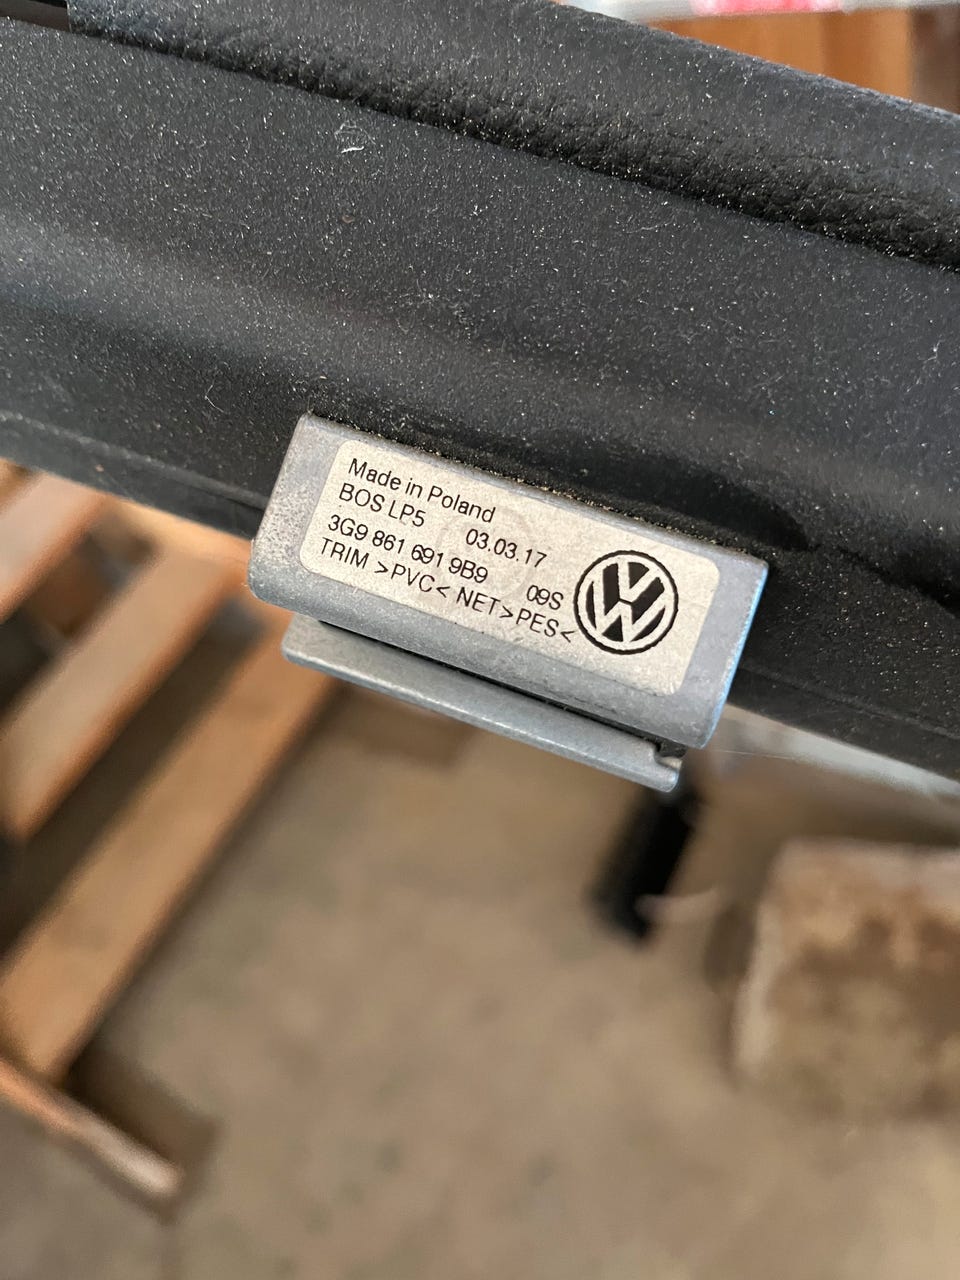 Made in Poland
BOS LP5 03.03.17
3G9 861 691 9B9 09S
TRIM >PVC< NET>PES<